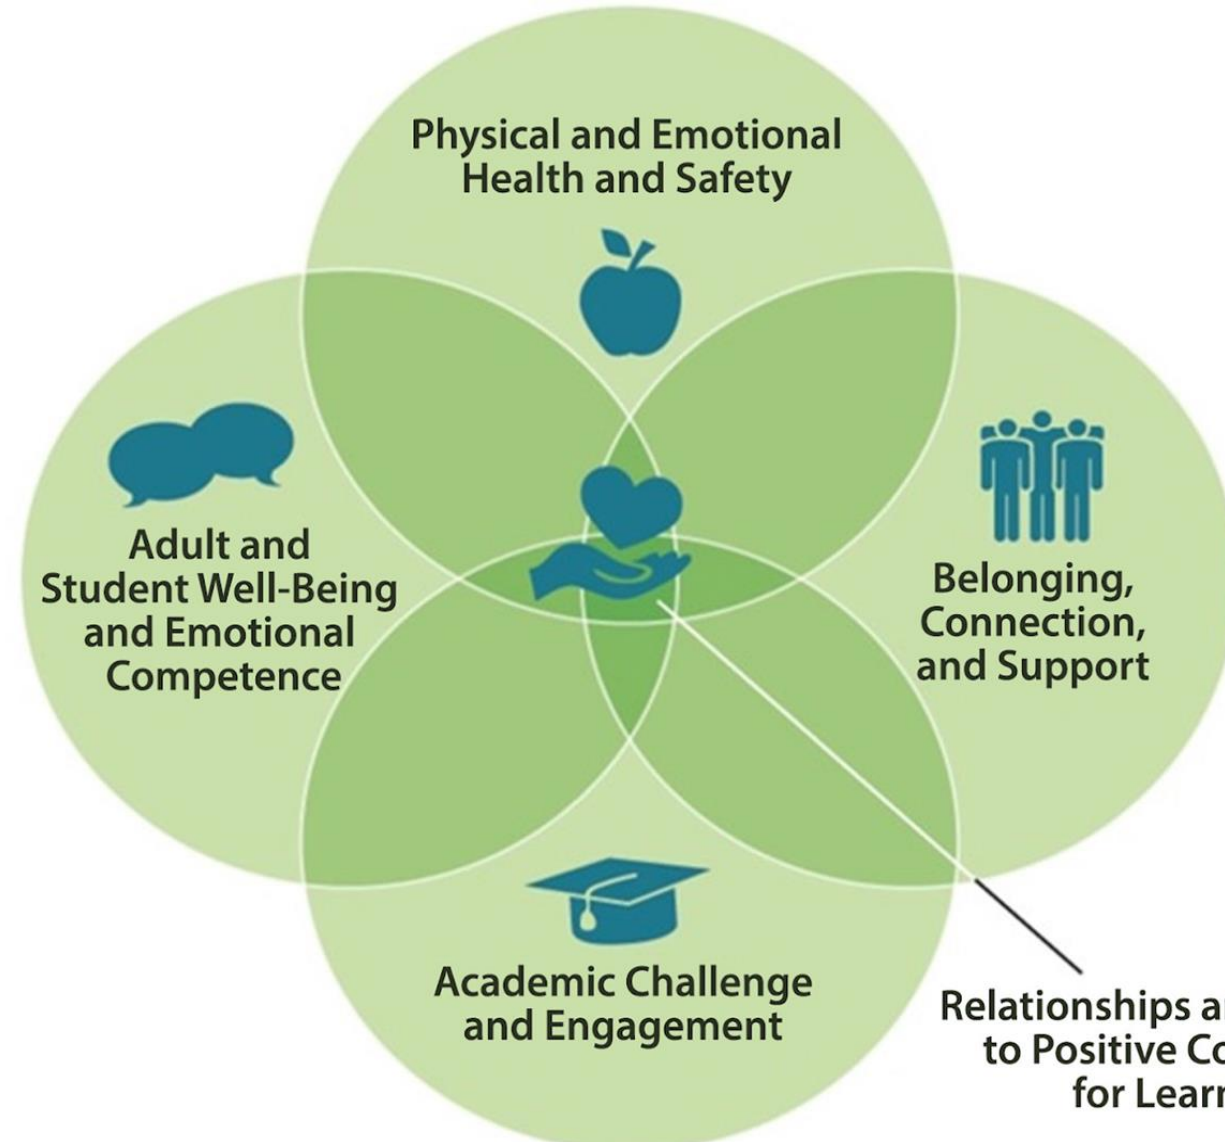 Physical and Emotional
Health and Safety
Adult and
Student Well-Being
and Emotional
Competence
Belonging,
Connection,
and Support
Academic Challenge
and Engagement
Relationships
to Positive
for